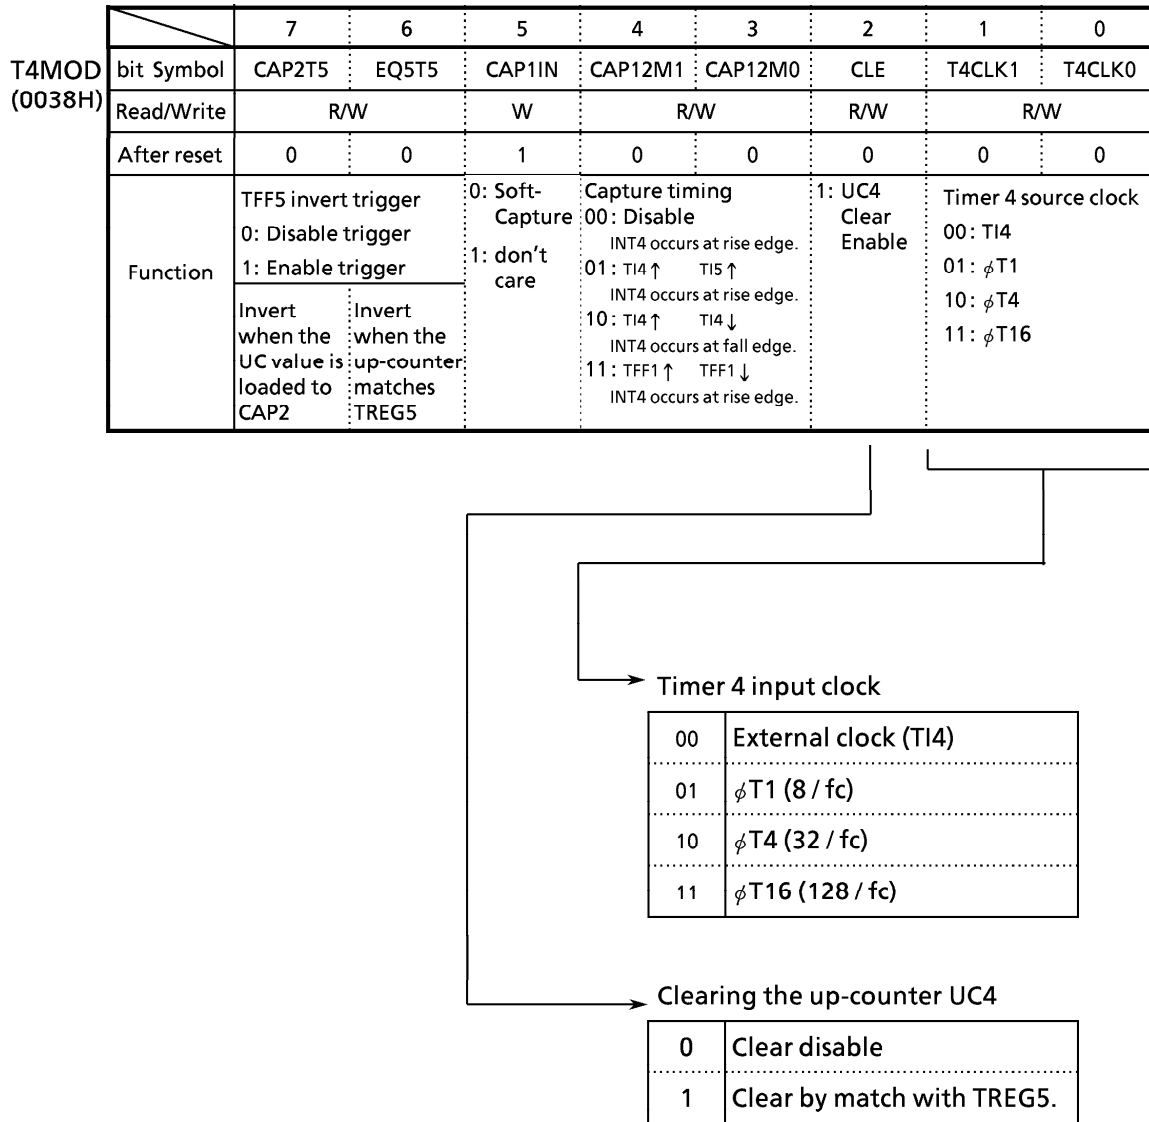 7 6 5 4 3 2 1 0
T4MOD
(0038H)
bit Symbol CAP2T5 EQ5T5 CAP1IN CAP12M1 CAP12M0 CLE T4CLK1 T4CLK0
Read/Write R/W W R/W R/W R/W
After reset 0 0 1 0 0 0 0 0
Function
TFF5 invert trigger
0: Disable trigger
1: Enable trigger
Invert
when the
UC value is
loaded to
CAP2
Invert
when the
up-counter
matches
TREG5
0: Soft-
Capture
1: don't
care
Capture timing
00: Disable
INT4 occurs at rise edge.
01: TI4↑ TI5↑
INT4 occurs at rise edge.
10: TI4↑ TI4↓
INT4 occurs at fall edge.
11: TFF1↑ TFF1↓
INT4 occurs at rise edge.
1: UC4
Clear
Enable
Timer 4 source clock
00: TI4
01: ϕT1
10: ϕT4
11: ϕT16
Timer 4 input clock
00 External clock (TI4)
01 ϕT1 (8 / fc)
10 ϕT4 (32 / fc)
11 ϕT16 (128 / fc)
Clearing the up-counter UC4
0 Clear disable
1 Clear by match with TREG5.